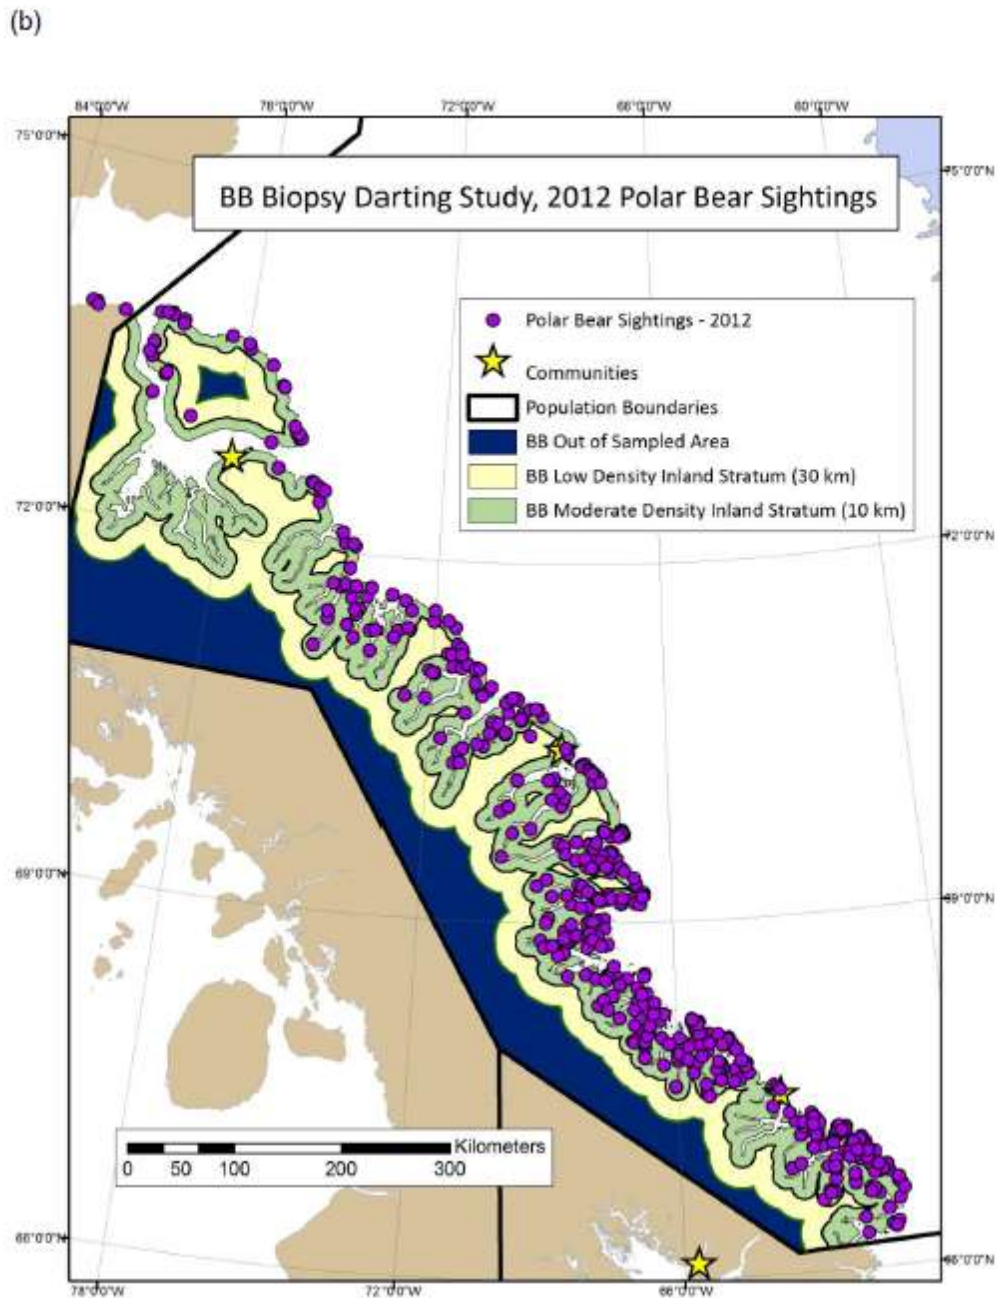 (b)
84°0'0"W 78°0'0"W 72°0'0"W 66°0'0"W 60°0'0"W
75°0'0"N
75°0'0"N
BB Biopsy Darting Study, 2012 Polar Bear Sightings
Polar Bear Sightings - 2012
Communities
Population Boundaries
BB Out of Sampled Area
BB Low Density Inland Stratum (30 km)
BB Moderate Density Inland Stratum (10 km)
72°0'0"N
72°0'0"N
69°0'0"N
69°0'0"N
Kilometers
0 50 100 200 300
66°0'0"N
66°0'0"N
78°0'0"W 72°0'0"W 66°0'0"W